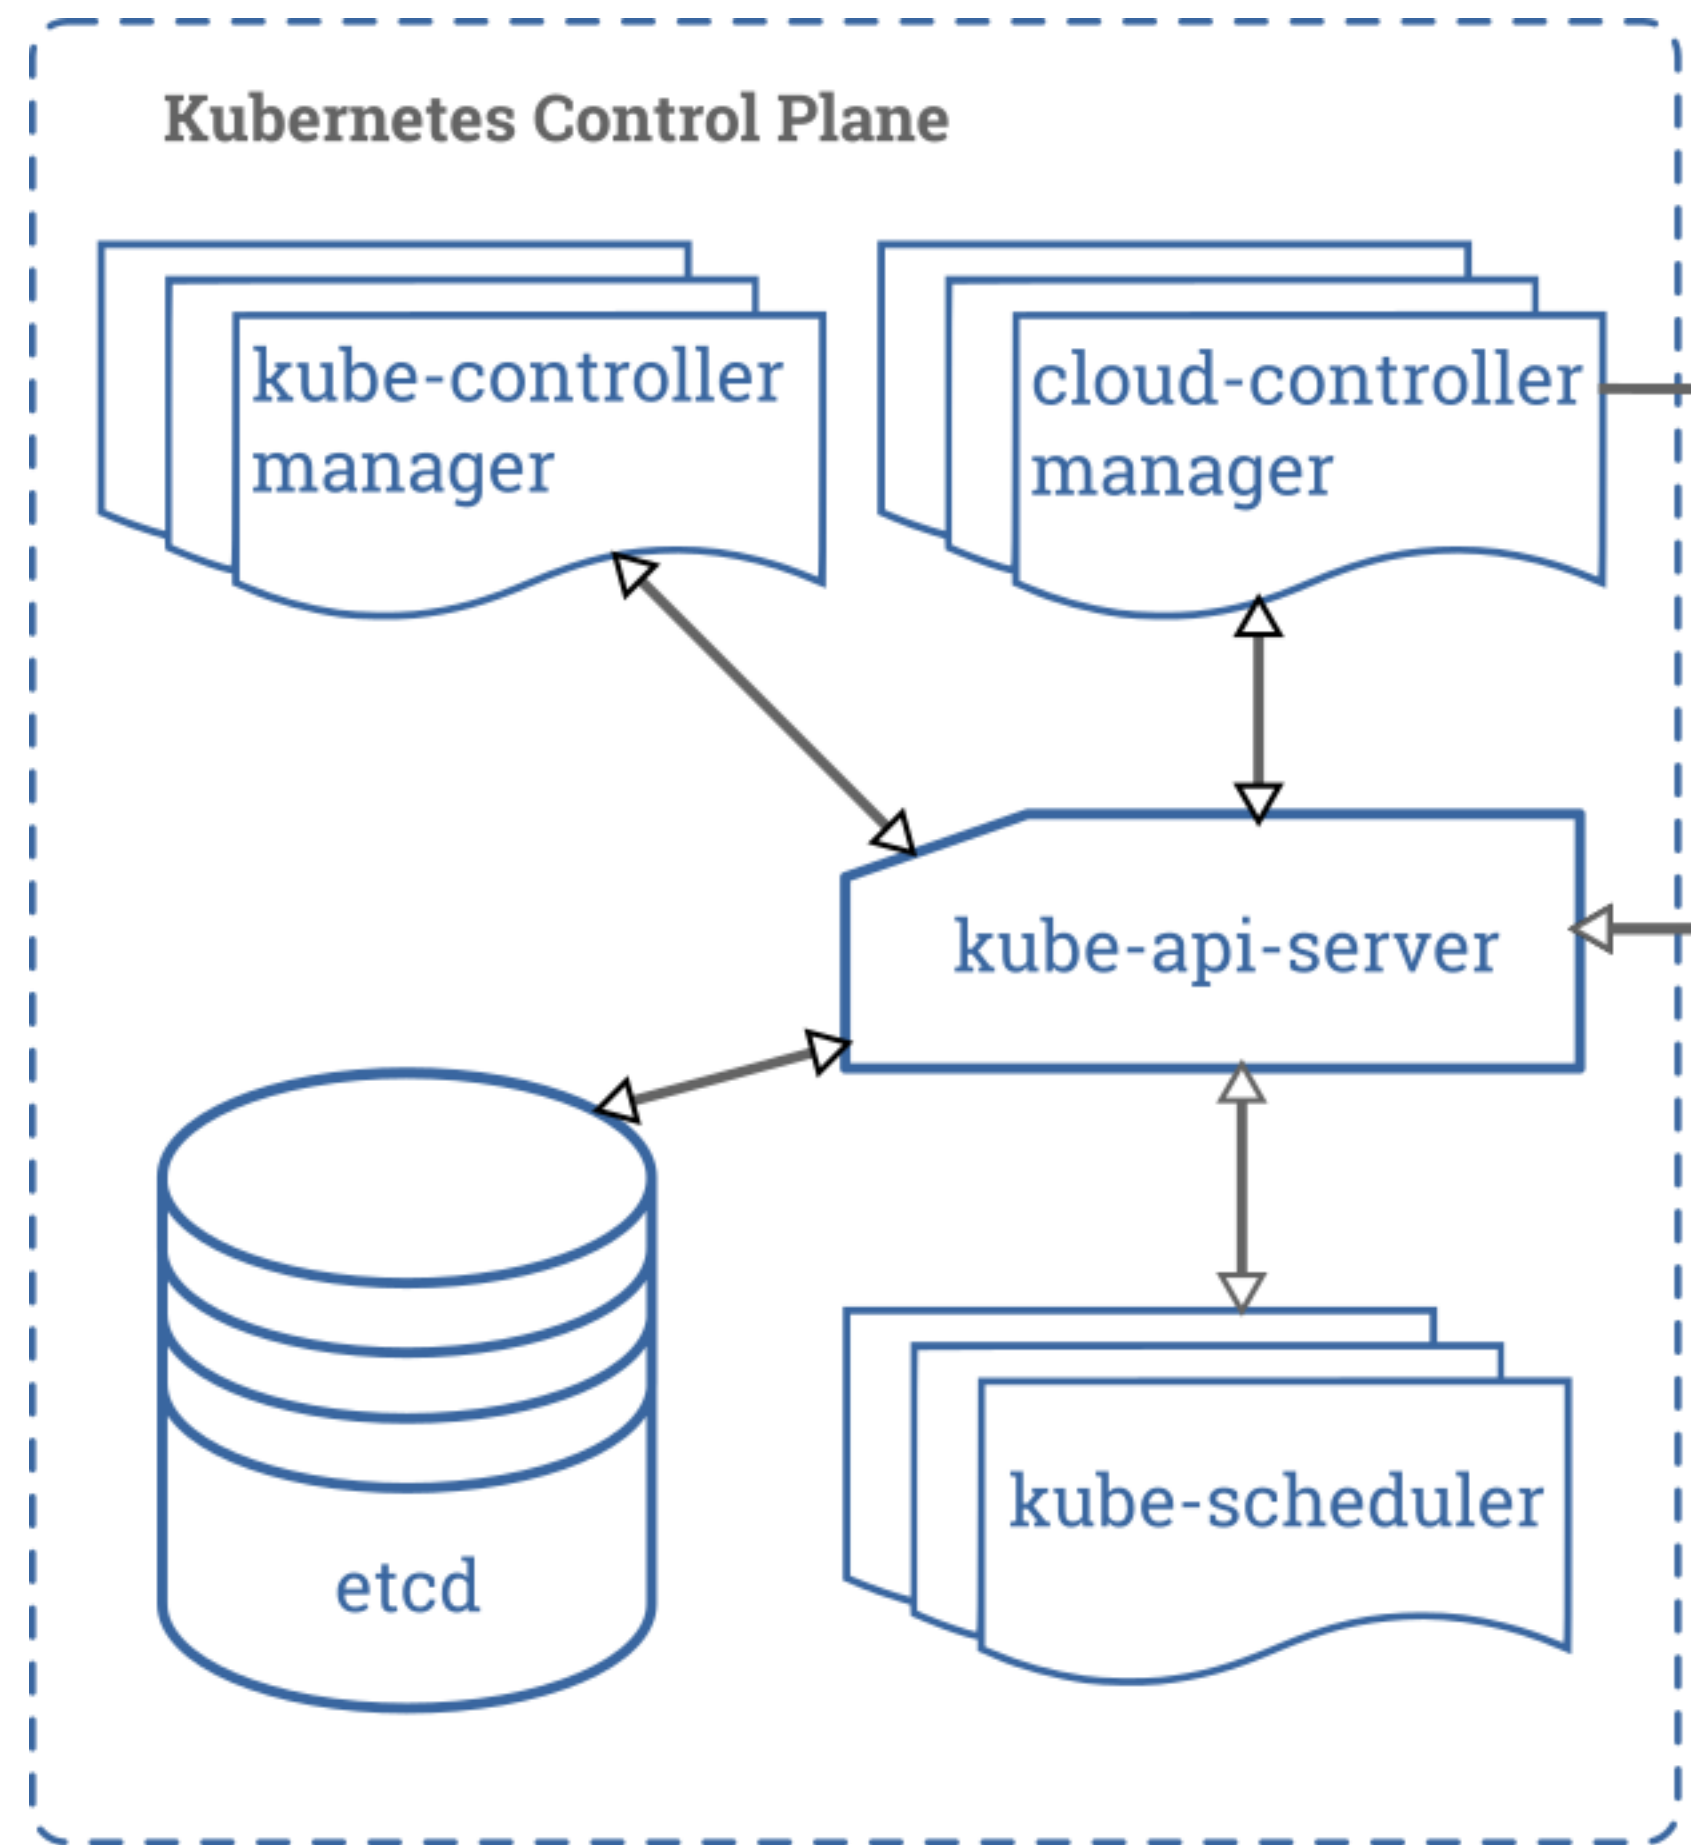 Kubernetes Control Plane
kube-controller
manager
cloud-controller
manager
kube-api-server
etcd
kube-scheduler